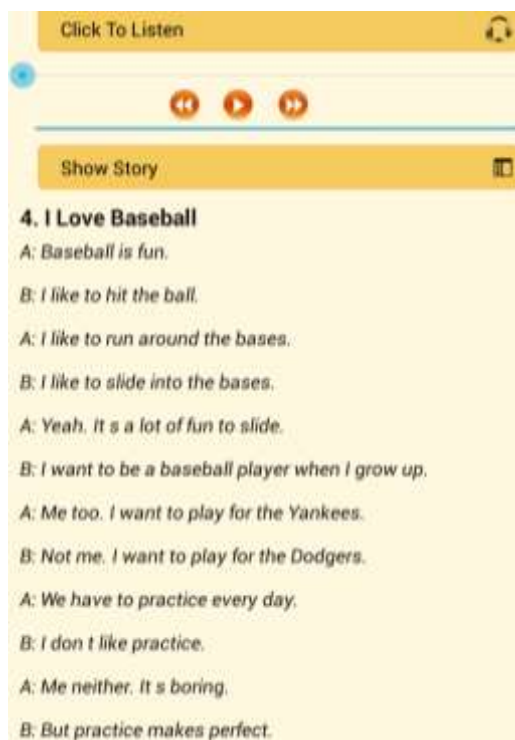 Click To Listen
Show Story
4. I Love Baseball
A: Baseball is fun.
B: I like to hit the ball.
A: I like to run around the bases.
B: I like to slide into the bases.
A: Yeah. It s a lot of fun to slide.
B: I want to be a baseball player when I grow up.
A: Me too. I want to play for the Yankees.
B: Not me. I want to play for the Dodgers.
A: We have to practice every day.
B: I don t like practice.
A: Me neither. It s boring.
B: But practice makes perfect.